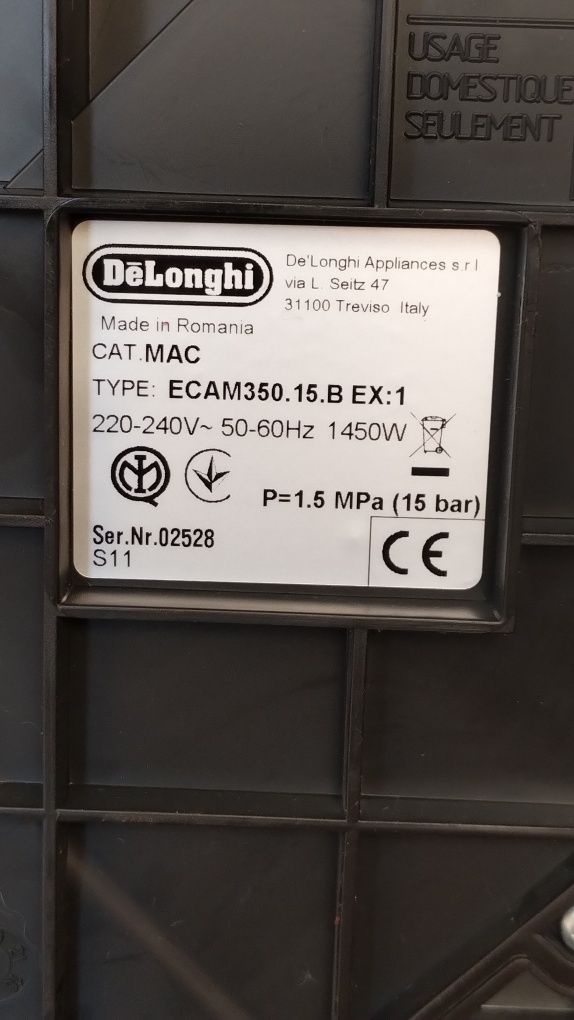 USAGE
DOMESTIQUE
SEULEMENT
DēLonghi
De'Longhi Appliances s.r.l
via L. Seitz 47
31100 Treviso Italy
Made in Romania
CAT.MAC
TYPE: ECAM350.15.B EX:1
220-240V~ 50-60Hz 1450W
P=1.5 MPa (15 bar)
Ser.Nr.02528
S11
CE